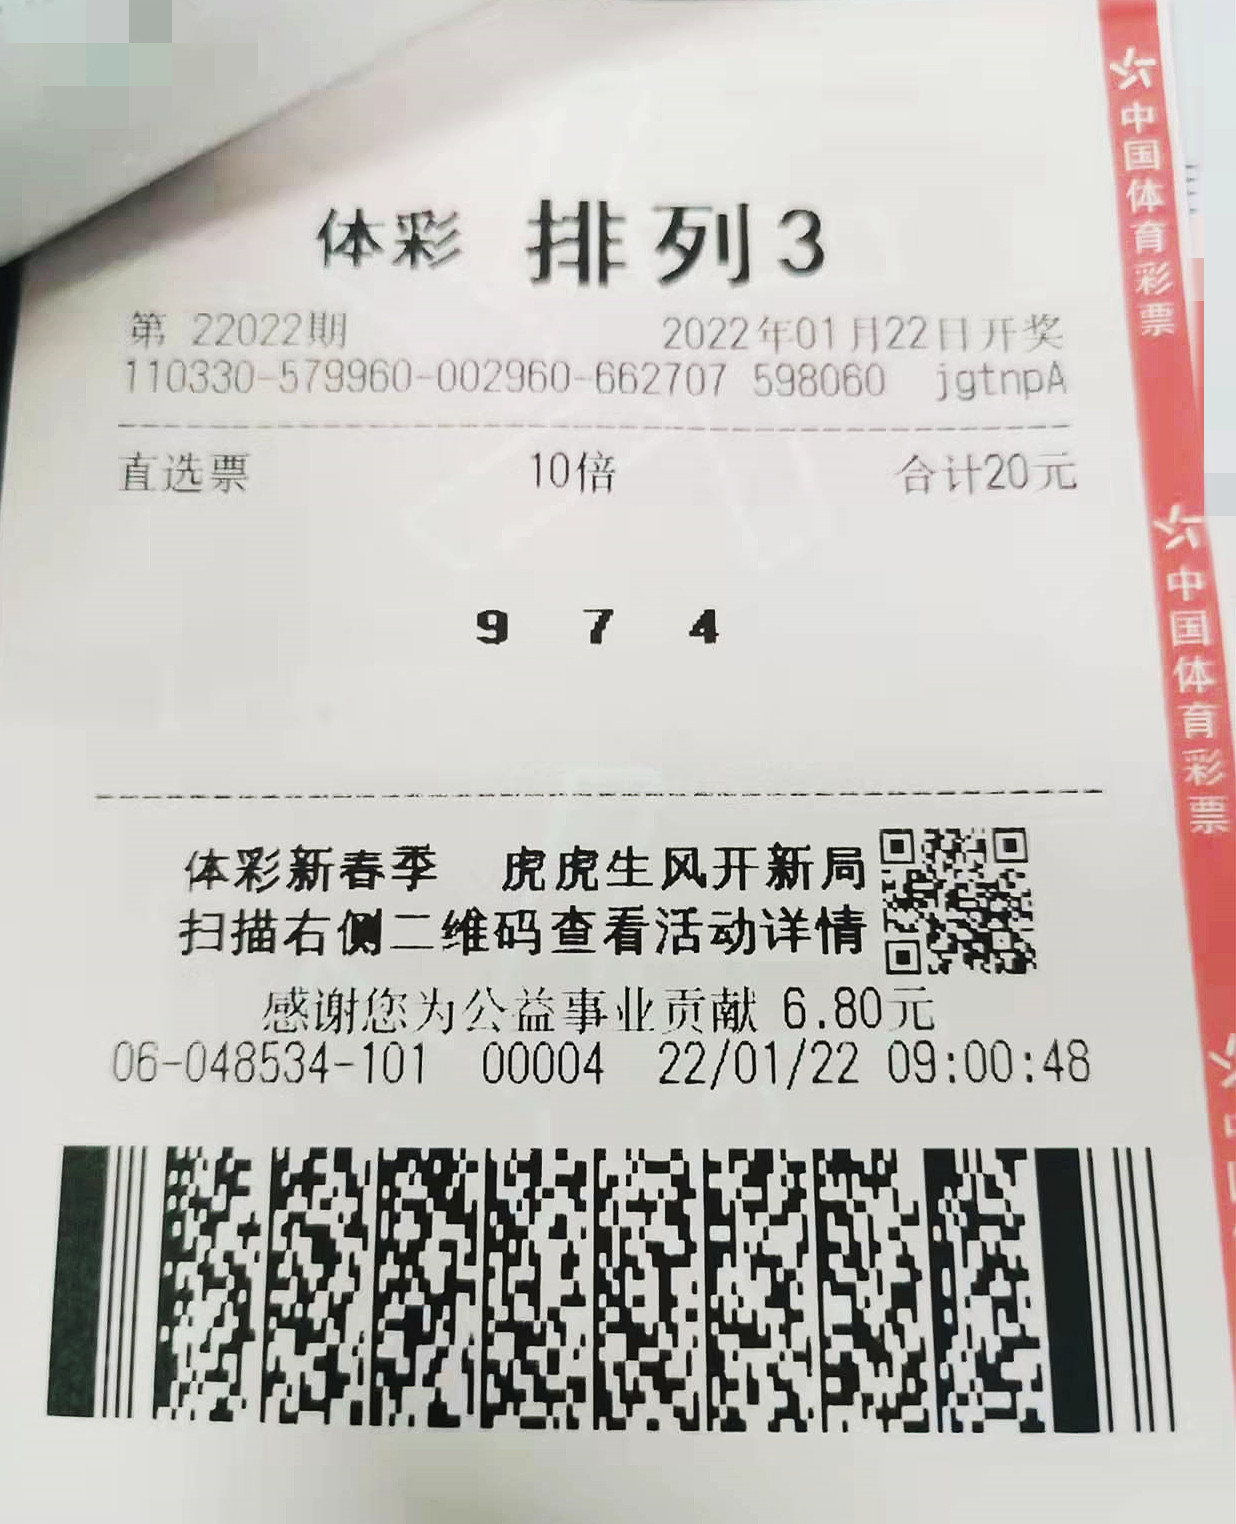 体彩 排列3
第 22022期 2022年01月22日开奖
110330-579960-002960-662707 598060 jgtnpA
直选票 10倍 合计20元
9 7 4
体彩新春季 虎虎生风开新局
扫描右侧二维码查看活动详情
感谢您为公益事业贡献 6.80元
06-048534-101 00004 22/01/22 09:00:48
中国体育彩票
中国体育彩票